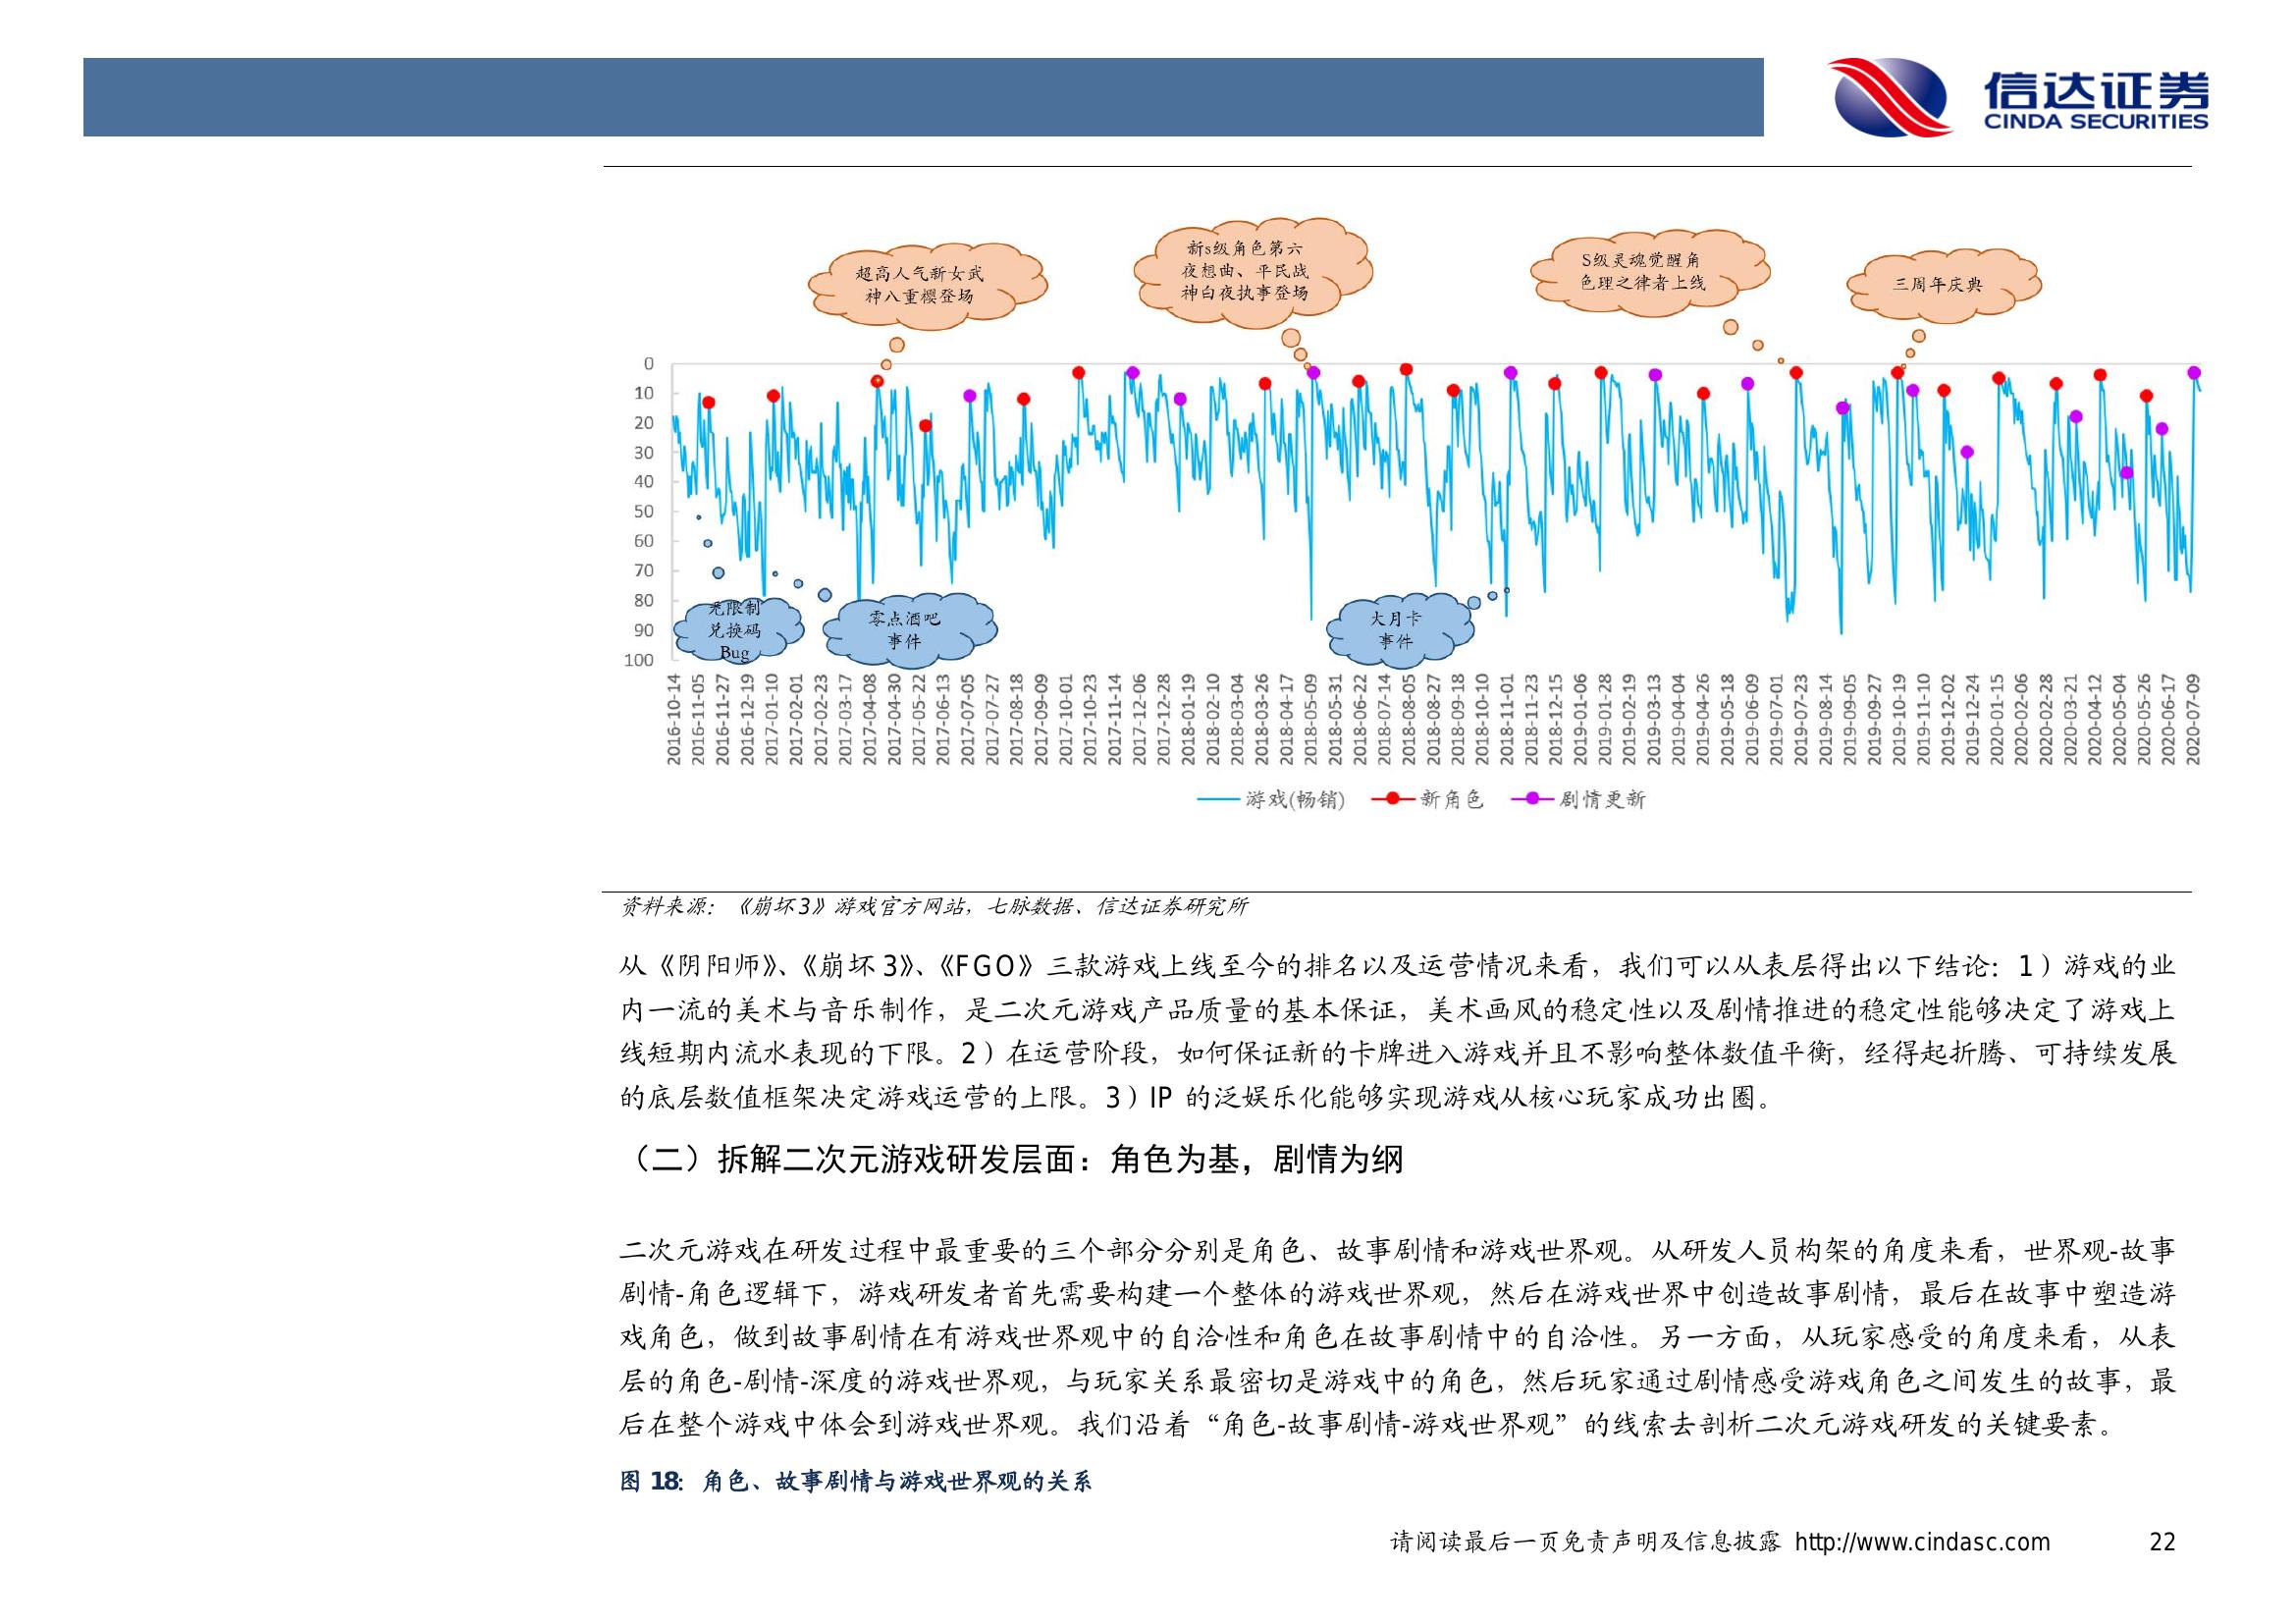 信达证券
CINDA SECURITIES
超高人气新女武
神八重樱登场
新s级角色第六
夜想曲、平民战
神白夜执事登场
S级灵魂觉醒角
色理之律者上线
三周年庆典
0
10
20
30
40
50
60
70
80
90
100
无限制
兑换码
Bug
零点酒吧
事件
大月卡
事件
2016-10-14
2016-11-05
2016-11-27
2016-12-19
2017-01-10
2017-02-01
2017-02-23
2017-03-17
2017-04-08
2017-04-30
2017-05-22
2017-06-13
2017-07-05
2017-07-27
2017-08-18
2017-09-09
2017-10-01
2017-10-23
2017-11-14
2017-12-06
2017-12-28
2018-01-19
2018-02-10
2018-03-04
2018-03-26
2018-04-17
2018-05-09
2018-05-31
2018-06-22
2018-07-14
2018-08-05
2018-08-27
2018-09-18
2018-10-10
2018-11-01
2018-11-23
2018-12-15
2019-01-06
2019-01-28
2019-02-19
2019-03-13
2019-04-04
2019-04-26
2019-05-18
2019-06-09
2019-07-01
2019-07-23
2019-08-14
2019-09-05
2019-09-27
2019-10-19
2019-11-10
2019-12-02
2019-12-24
2020-01-15
2020-02-06
2020-02-28
2020-03-21
2020-04-12
2020-05-04
2020-05-26
2020-06-17
2020-07-09
游戏(畅销) 新角色 剧情更新
资料来源：《崩坏3》游戏官方网站，七脉数据、信达证券研究所
从《阴阳师》、《崩坏3》、《FGO》三款游戏上线至今的排名以及运营情况来看，我们可以从表层得出以下结论：1）游戏的业
内一流的美术与音乐制作，是二次元游戏产品质量的基本保证，美术画风的稳定性以及剧情推进的稳定性能够决定了游戏上
线短期内流水表现的下限。2）在运营阶段，如何保证新的卡牌进入游戏并且不影响整体数值平衡，经得起折腾、可持续发展
的底层数值框架决定游戏运营的上限。3）IP 的泛娱乐化能够实现游戏从核心玩家成功出圈。
（二）拆解二次元游戏研发层面：角色为基，剧情为纲
二次元游戏在研发过程中最重要的三个部分分别是角色、故事剧情和游戏世界观。从研发人员构架的角度来看，世界观-故事
剧情-角色逻辑下，游戏研发者首先需要构建一个整体的游戏世界观，然后在游戏世界中创造故事剧情，最后在故事中塑造游
戏角色，做到故事剧情在有游戏世界观中的自洽性和角色在故事剧情中的自洽性。另一方面，从玩家感受的角度来看，从表
层的角色-剧情-深度的游戏世界观，与玩家关系最密切是游戏中的角色，然后玩家通过剧情感受游戏角色之间发生的故事，最
后在整个游戏中体会到游戏世界观。我们沿着“角色-故事剧情-游戏世界观”的线索去剖析二次元游戏研发的关键要素。
图 18：角色、故事剧情与游戏世界观的关系
请阅读最后一页免责声明及信息披露 http://www.cindasc.com 22